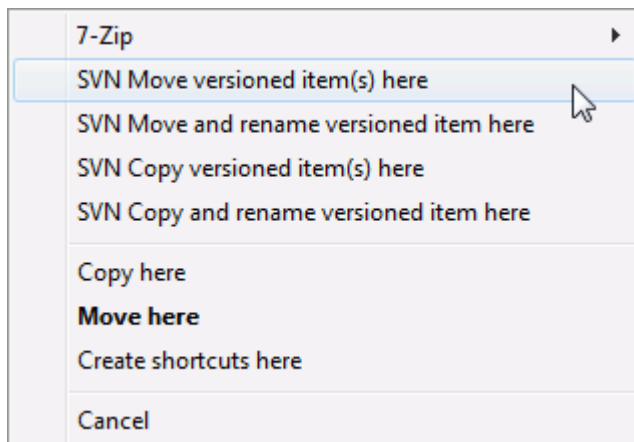 7-Zip
SVN Move versioned item(s) here
SVN Move and rename versioned item here
SVN Copy versioned item(s) here
SVN Copy and rename versioned item here
Copy here
Move here
Create shortcuts here
Cancel